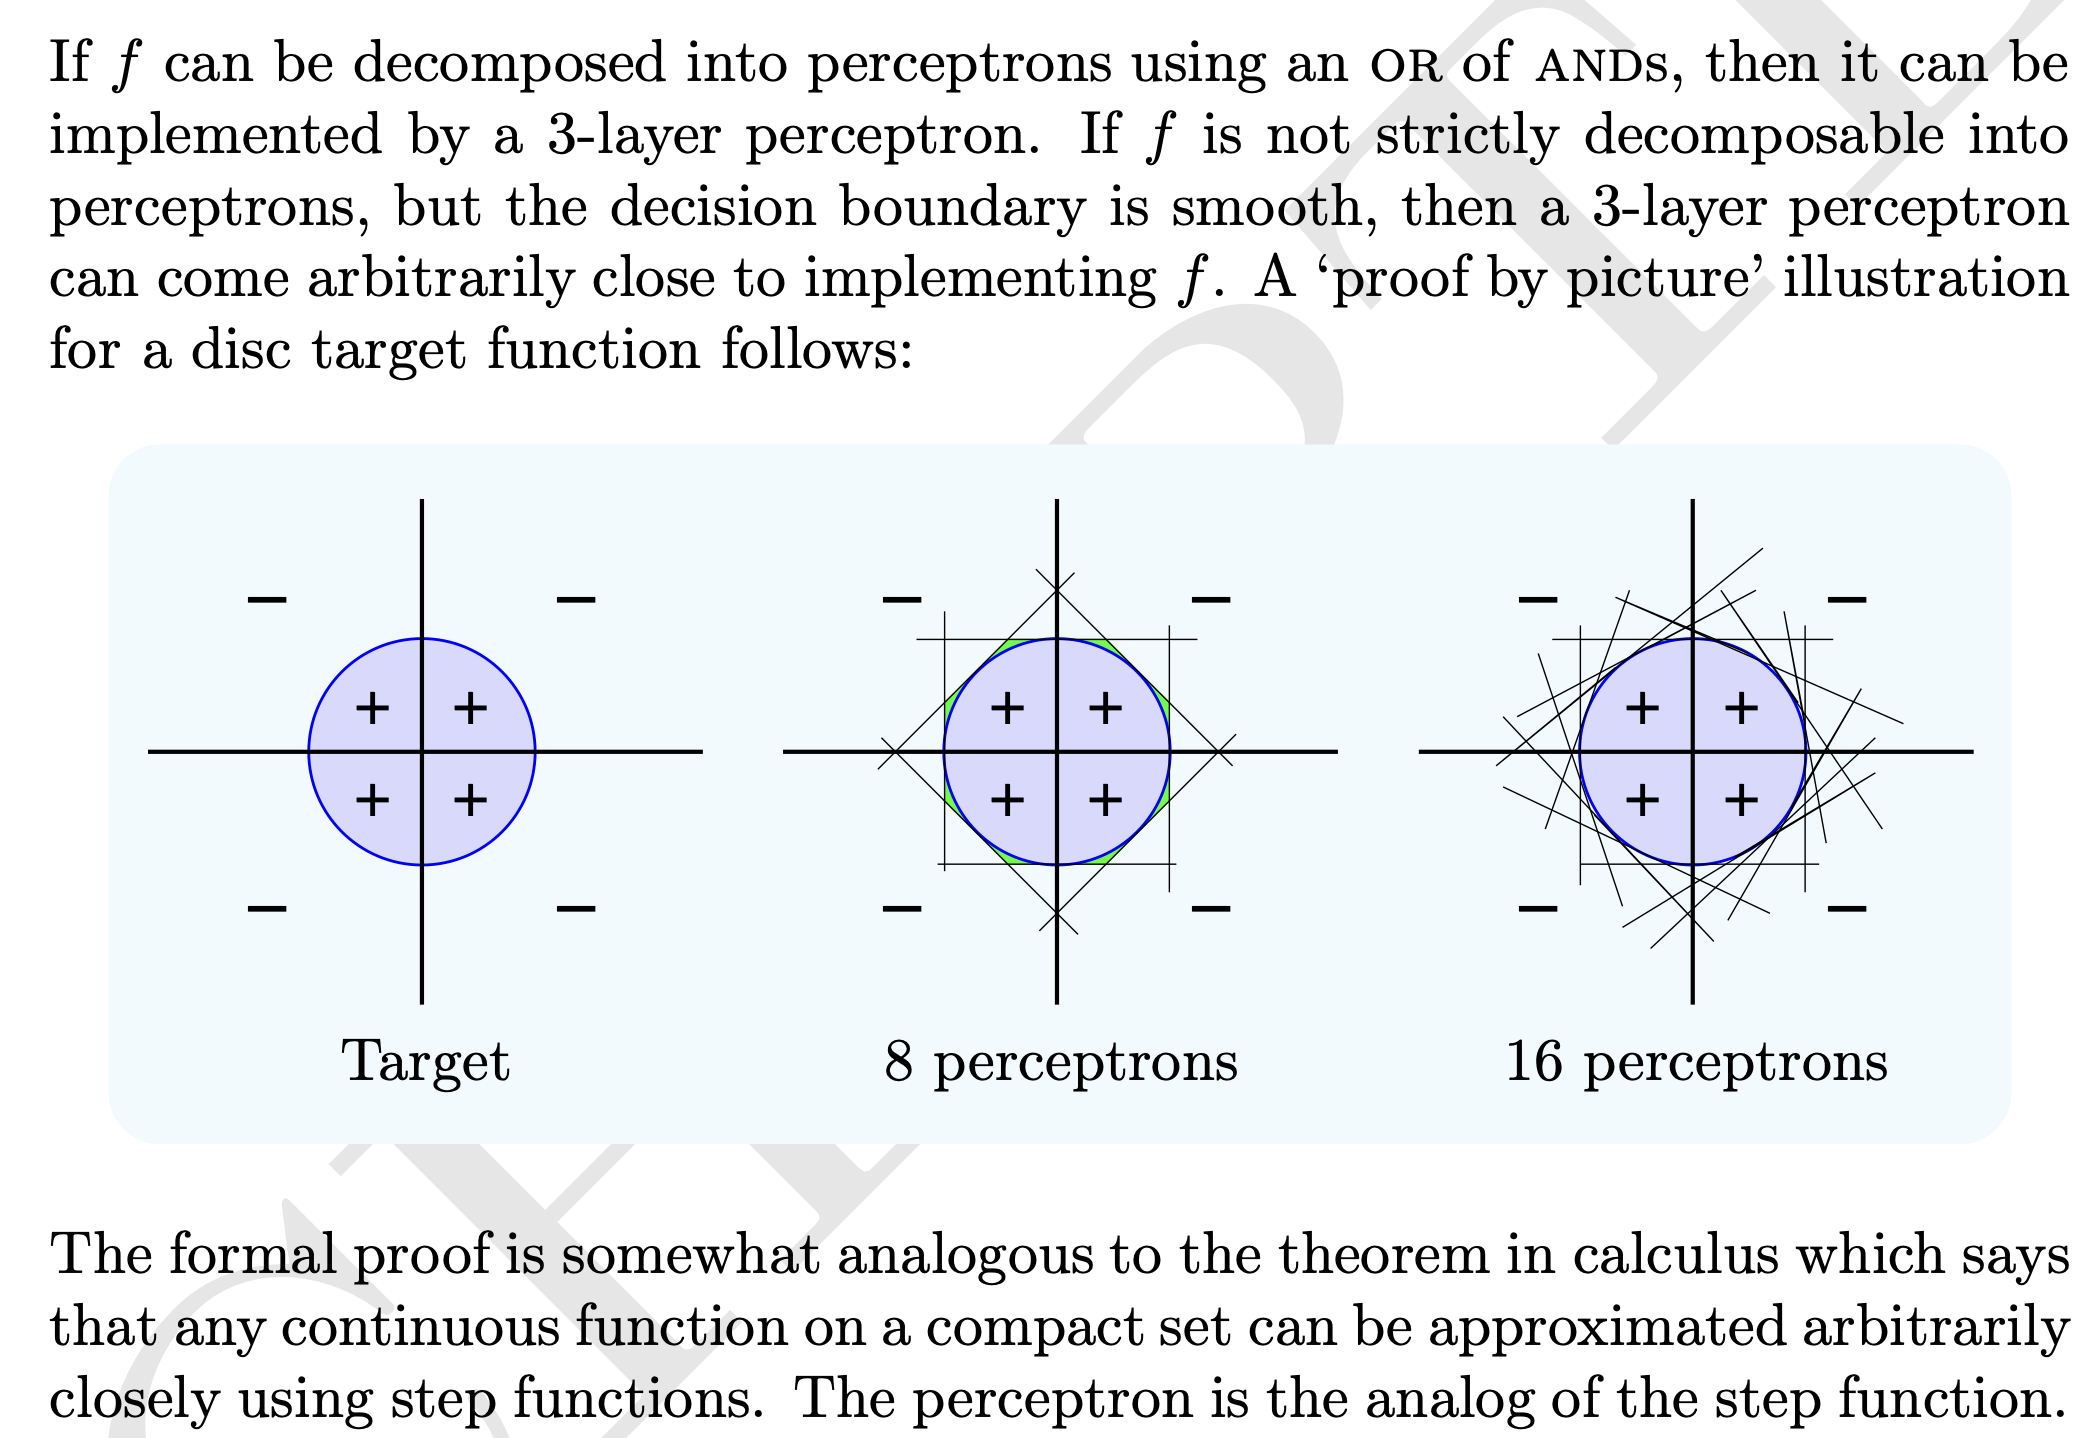 If f can be decomposed into perceptrons using an OR of ANDs, then it can be
implemented by a 3-layer perceptron. If f is not strictly decomposable into
perceptrons, but the decision boundary is smooth, then a 3-layer perceptron
can come arbitrarily close to implementing f. A ‘proof by picture’ illustration
for a disc target function follows:
− − − − − −
+ + + + + +
+ + + + + +
− − − − − −
Target 8 perceptrons 16 perceptrons
The formal proof is somewhat analogous to the theorem in calculus which says
that any continuous function on a compact set can be approximated arbitrarily
closely using step functions. The perceptron is the analog of the step function.